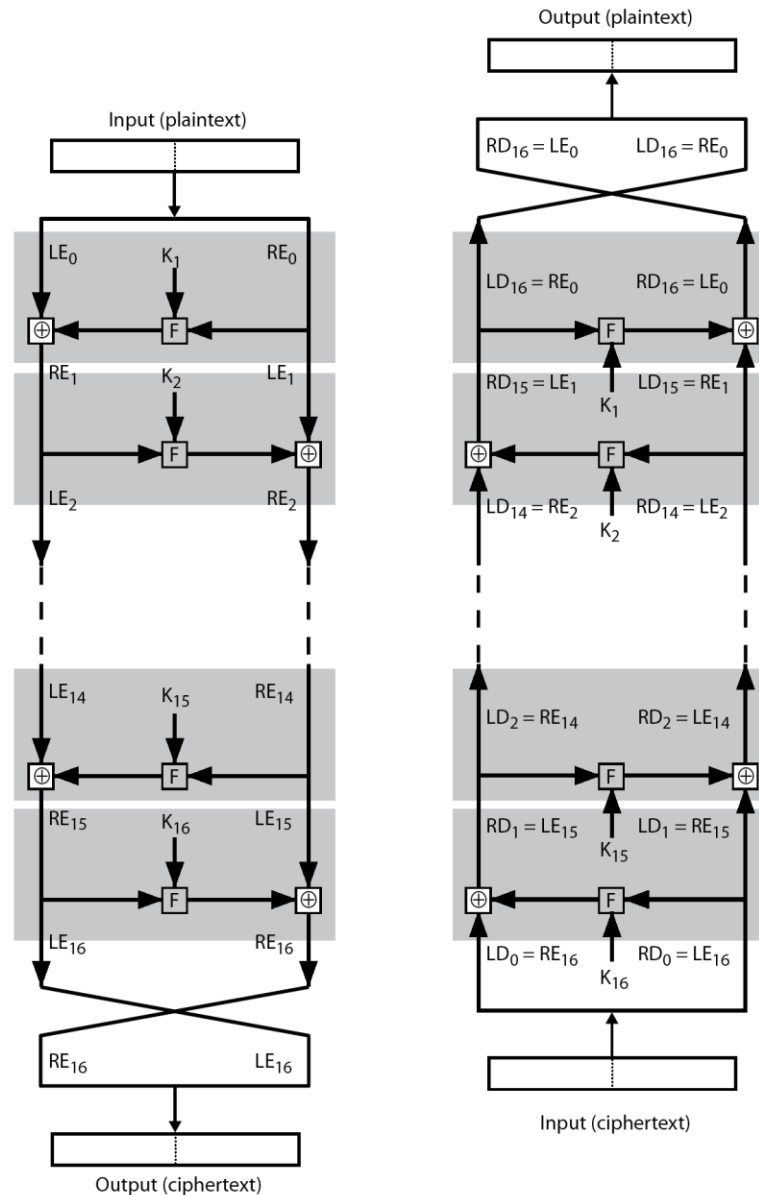 Input (plaintext)
LE₀
K₁
RE₀
F
RE₁
K₂
LE₁
F
LE₂
RE₂
LE₁₄
K₁₅
RE₁₄
F
RE₁₅
K₁₆
LE₁₅
F
LE₁₆
RE₁₆
RE₁₆
LE₁₆
Output (ciphertext)
Output (plaintext)
RD₁₆ = LE₀
LD₁₆ = RE₀
LD₁₆ = RE₀
RD₁₆ = LE₀
F
RD₁₅ = LE₁
LD₁₅ = RE₁
K₁
F
LD₁₄ = RE₂
RD₁₄ = LE₂
K₂
LD₂ = RE₁₄
RD₂ = LE₁₄
F
RD₁ = LE₁₅
LD₁ = RE₁₅
K₁₅
F
LD₀ = RE₁₆
RD₀ = LE₁₆
K₁₆
Input (ciphertext)